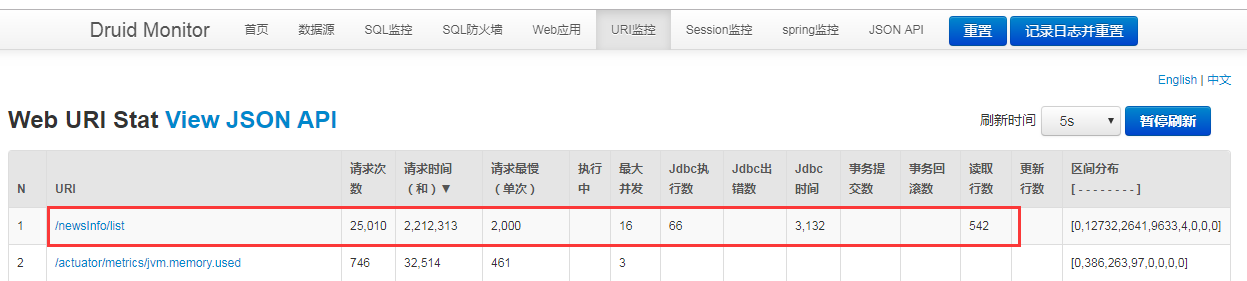 Druid Monitor 首页 数据源 SQL监控 SQL防火墙 Web应用 URI监控 Session监控 spring监控 JSON API 重置 记录日志并重置
English | 中文
Web URI Stat View JSON API 刷新时间 5s 暂停刷新
N URI 请求次数 请求时间（和）▼ 请求最慢（单次） 执行中 最大并发 Jdbc执行数 Jdbc出错数 Jdbc时间 事务提交数 事务回滚数 读取行数 更新行数 区间分布 [ - - - - - - - - ]
1 /newsInfo/list 25,010 2,212,313 2,000 16 66 3,132 542 [0,12732,2641,9633,4,0,0,0]
2 /actuator/metrics/jvm.memory.used 746 32,514 461 3 [0,386,263,97,0,0,0,0]